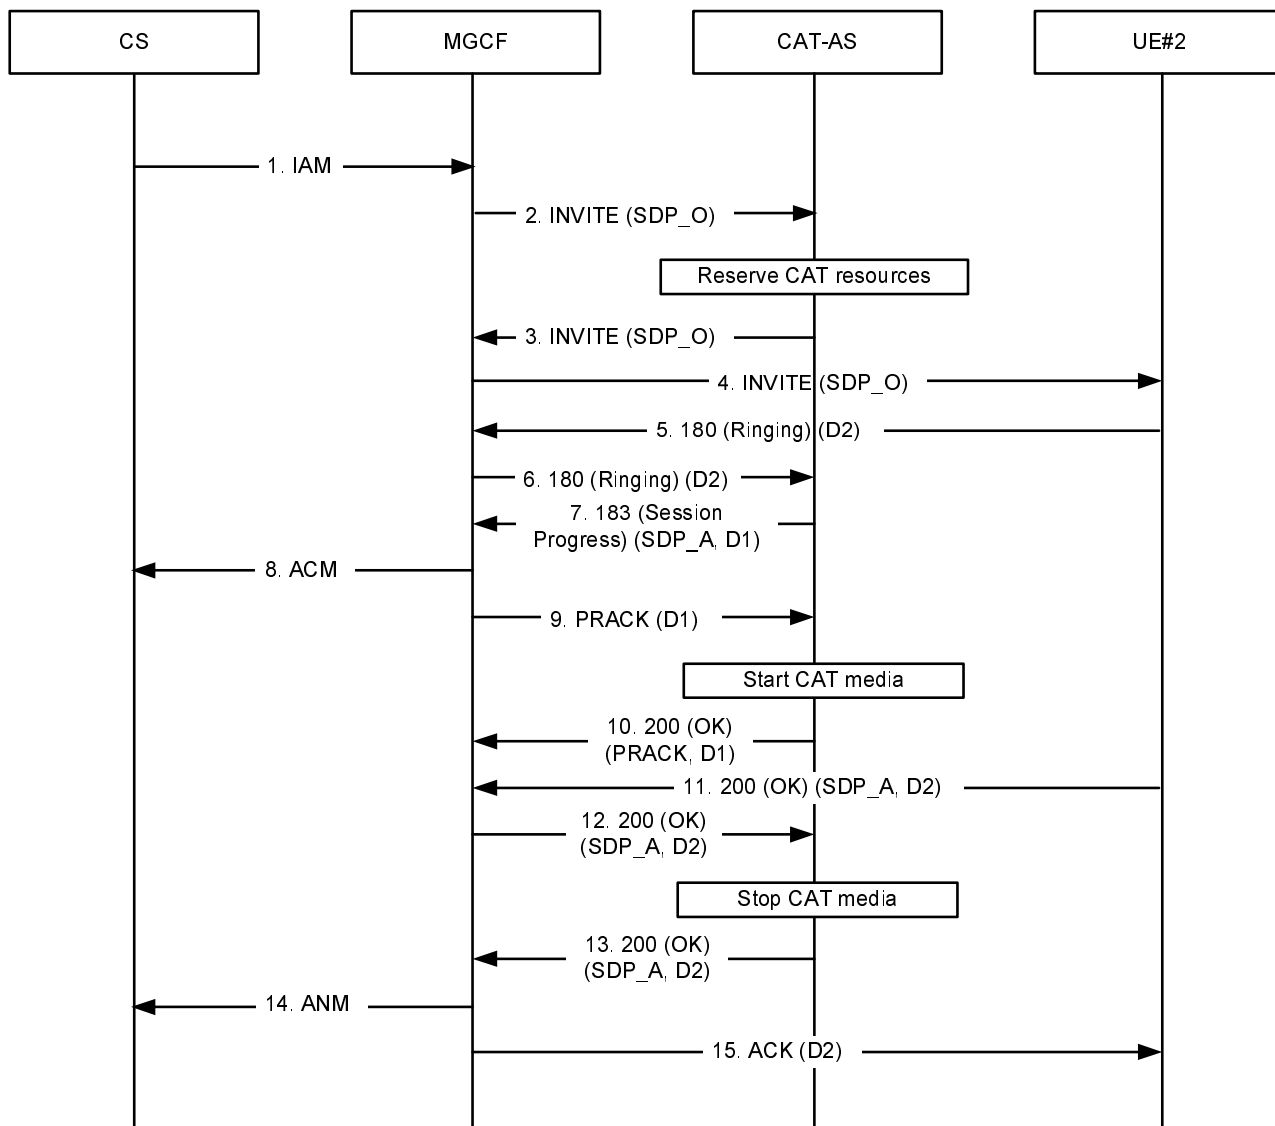 CS
MGCF
CAT-AS
UE#2
1. IAM
2. INVITE (SDP_O)
Reserve CAT resources
3. INVITE (SDP_O)
4. INVITE (SDP_O)
5. 180 (Ringing) (D2)
6. 180 (Ringing) (D2)
7. 183 (Session
Progress) (SDP_A, D1)
8. ACM
9. PRACK (D1)
Start CAT media
10. 200 (OK)
(PRACK, D1)
11. 200 (OK) (SDP_A, D2)
12. 200 (OK)
(SDP_A, D2)
Stop CAT media
13. 200 (OK)
(SDP_A, D2)
14. ANM
15. ACK (D2)